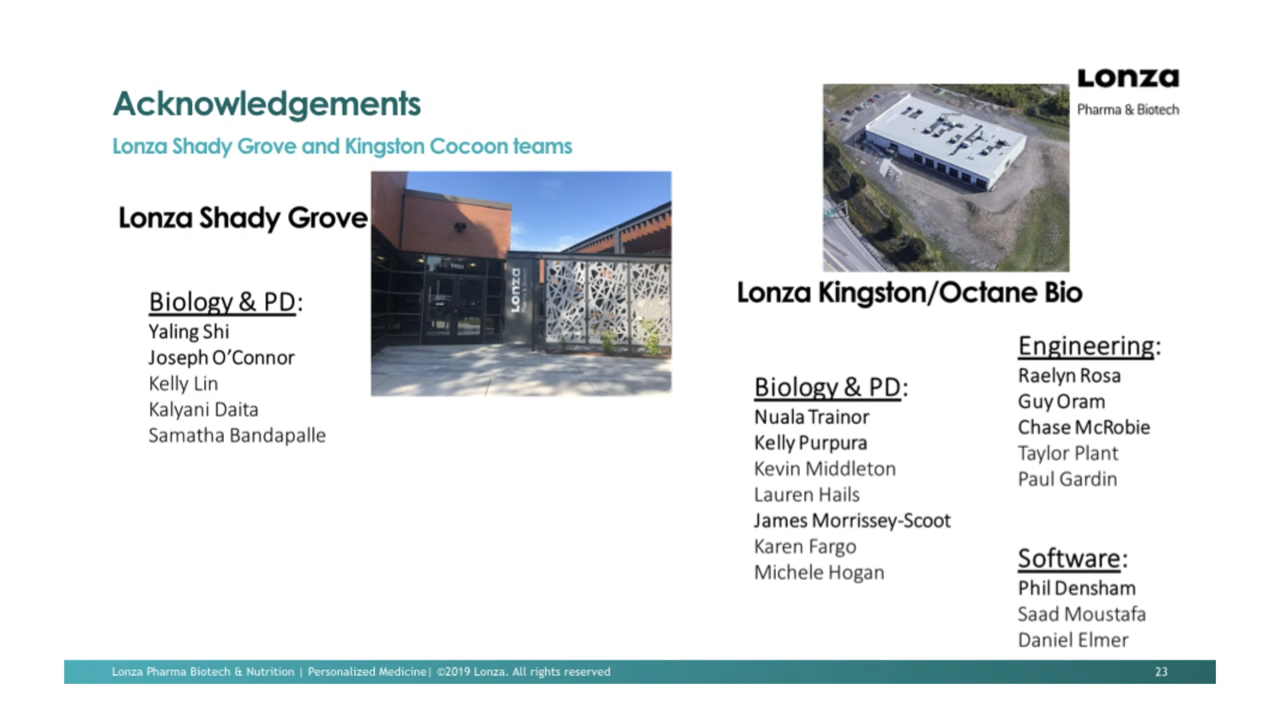 Lonza
Pharma & Biotech
Acknowledgements
Lonza Shady Grove and Kingston Cocoon teams
Lonza Shady Grove
Lonza
Biology & PD:
Yaling Shi
Joseph O’Connor
Kelly Lin
Kalyani Daita
Samatha Bandapalle
Lonza Kingston/Octane Bio
Biology & PD:
Nuala Trainor
Kelly Purpura
Kevin Middleton
Lauren Hails
James Morrissey-Scoot
Karen Fargo
Michele Hogan
Engineering:
Raelyn Rosa
Guy Oram
Chase McRobie
Taylor Plant
Paul Gardin
Software:
Phil Densham
Saad Moustafa
Daniel Elmer
Lonza Pharma Biotech & Nutrition | Personalized Medicine| ©2019 Lonza. All rights reserved
23